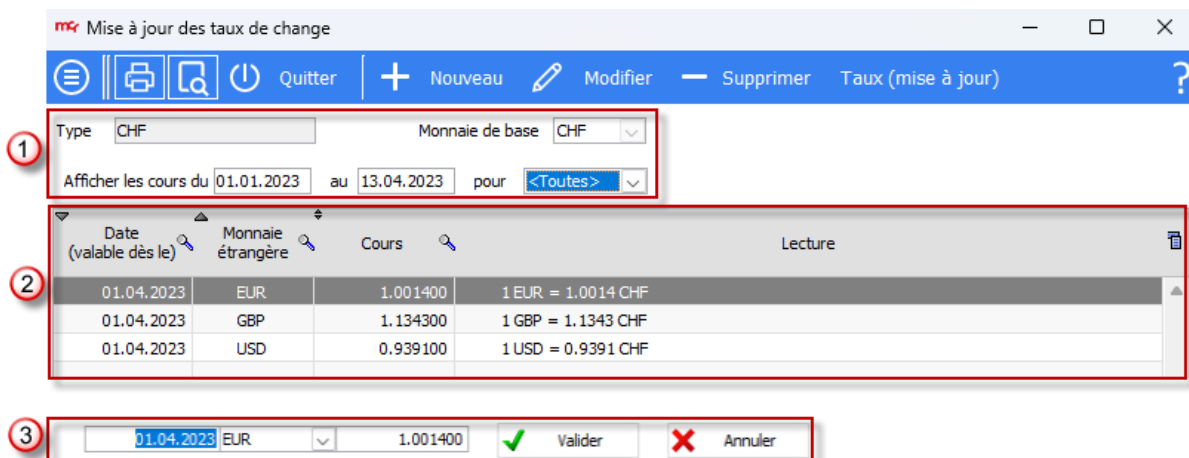 mcr Mise à jour des taux de change
Quitter Nouveau Modifier Supprimer Taux (mise à jour) ?
1
Type CHF Monnaie de base CHF
Afficher les cours du 01.01.2023 au 13.04.2023 pour <Toutes>
2
Date Monnaie
(valable dès le) étrangère Cours Lecture
01.04.2023 EUR 1.001400 1 EUR = 1.0014 CHF
01.04.2023 GBP 1.134300 1 GBP = 1.1343 CHF
01.04.2023 USD 0.939100 1 USD = 0.9391 CHF
3
01.04.2023 EUR 1.001400 Valider Annuler